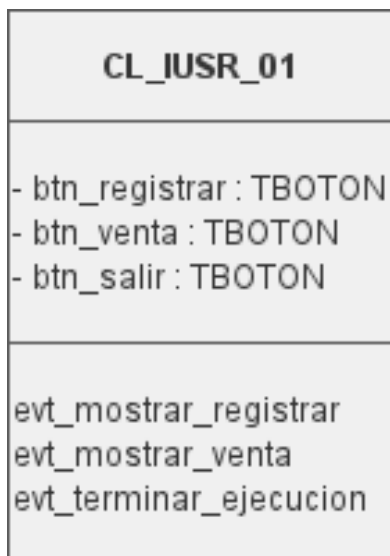 CL_IUSR_01
- btn_registrar : TBOTON
- btn_venta : TBOTON
- btn_salir : TBOTON
evt_mostrar_registrar
evt_mostrar_venta
evt_terminar_ejecucion